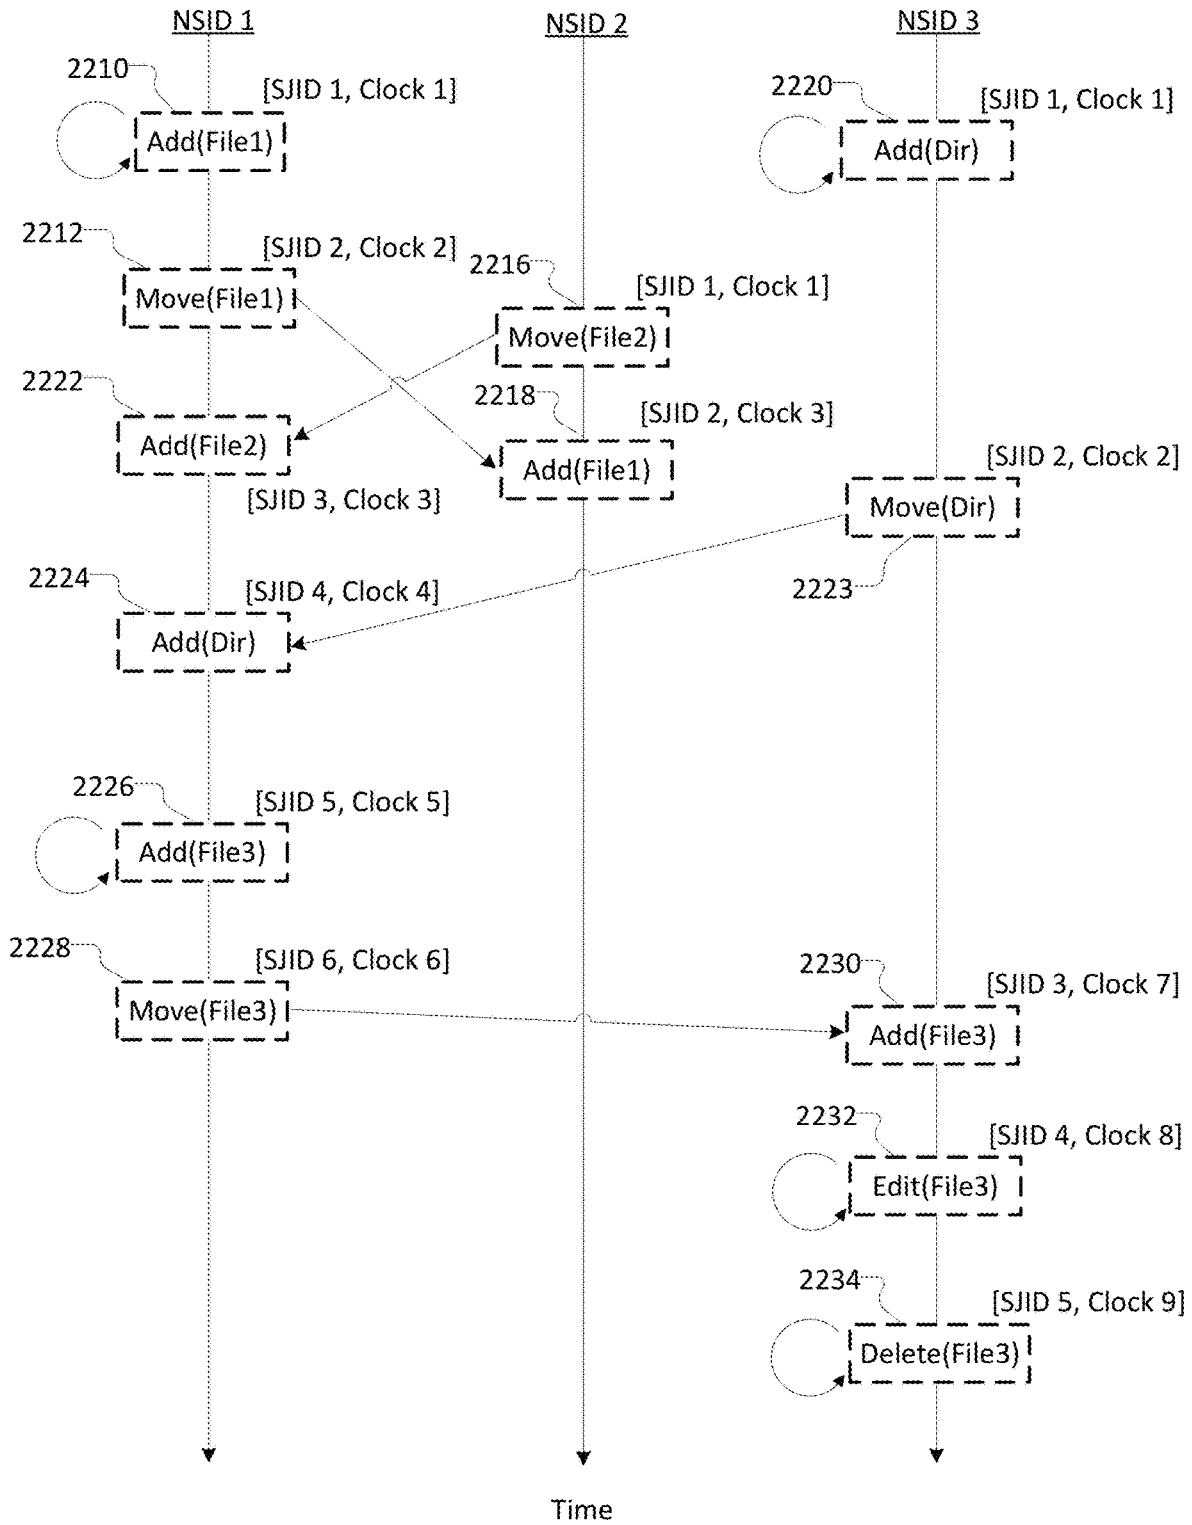 NSID 1
NSID 2
NSID 3
2210
[SJID 1, Clock 1]
Add(File1)
2220
[SJID 1, Clock 1]
Add(Dir)
2212
[SJID 2, Clock 2]
Move(File1)
2216
[SJID 1, Clock 1]
Move(File2)
2222
Add(File2)
[SJID 3, Clock 3]
2218
[SJID 2, Clock 3]
Add(File1)
[SJID 2, Clock 2]
Move(Dir)
2223
2224
[SJID 4, Clock 4]
Add(Dir)
2226
[SJID 5, Clock 5]
Add(File3)
2228
[SJID 6, Clock 6]
Move(File3)
2230
[SJID 3, Clock 7]
Add(File3)
2232
[SJID 4, Clock 8]
Edit(File3)
2234
[SJID 5, Clock 9]
Delete(File3)
Time